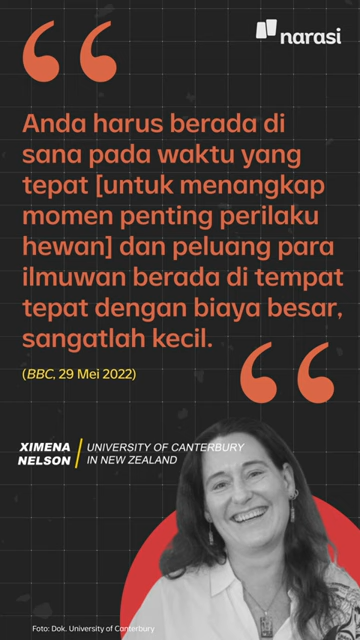 narasi
Anda harus berada di
sana pada waktu yang
tepat [untuk menangkap
momen penting perilaku
hewan] dan peluang para
ilmuwan berada di tempat
tepat dengan biaya besar,
sangatlah kecil.
(BBC, 29 Mei 2022)
XIMENA
NELSON
UNIVERSITY OF CANTERBURY
IN NEW ZEALAND
Foto: Dok. University of Canterbury